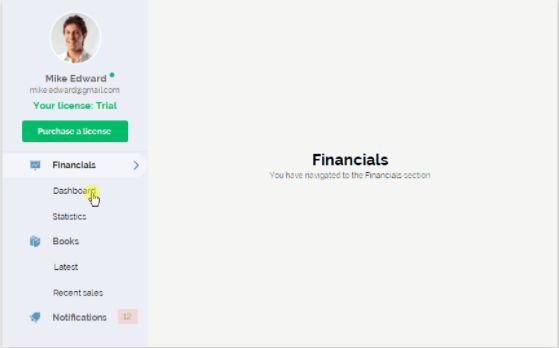 Mike Edward
mike.edward@gmail.com
Your license: Trial
Purchase a license
Financials
Dashboard
Statistics
Books
Latest
Recent sales
Notifications 12
Financials
You have navigated to the Financials section